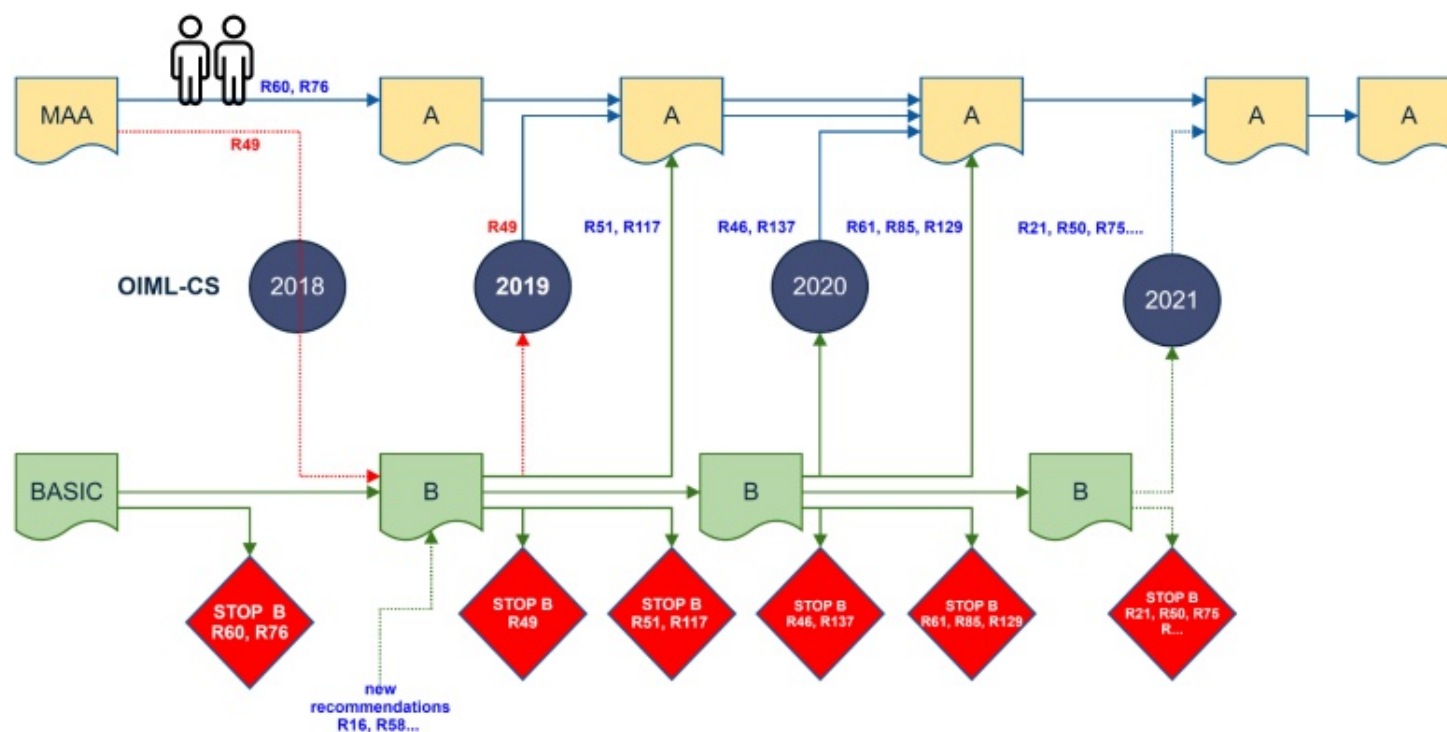 R60, R76
MAA
A
A
A
A
A
R49
R49
R51, R117
R46, R137
R61, R85, R129
R21, R50, R75....
OIML-CS
2018
2019
2020
2021
BASIC
B
B
B
STOP B
R60, R76
STOP B
R49
STOP B
R51, R117
STOP B
R46, R137
STOP B
R61, R85, R129
STOP B
R21, R50, R75
R...
new
recommendations
R16, R58...